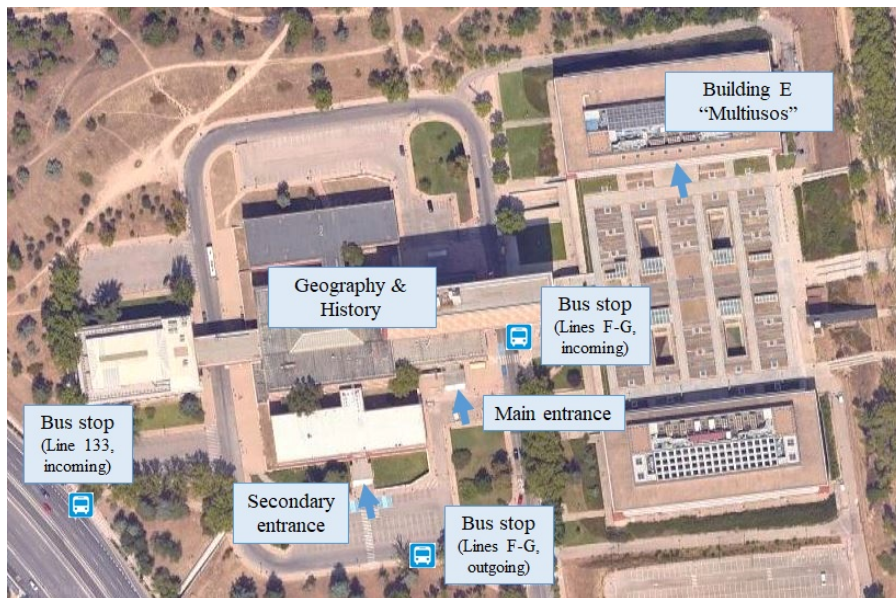 Building E
“Multiusos”
Geography &
History
Bus stop
(Lines F-G,
incoming)
Main entrance
Bus stop
(Line 133,
incoming)
Secondary
entrance
Bus stop
(Lines F-G,
outgoing)